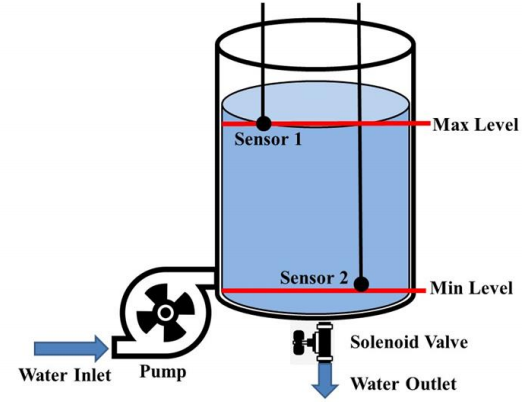 Sensor 1
Max Level
Sensor 2
Min Level
Solenoid Valve
Water Inlet
Pump
Water Outlet